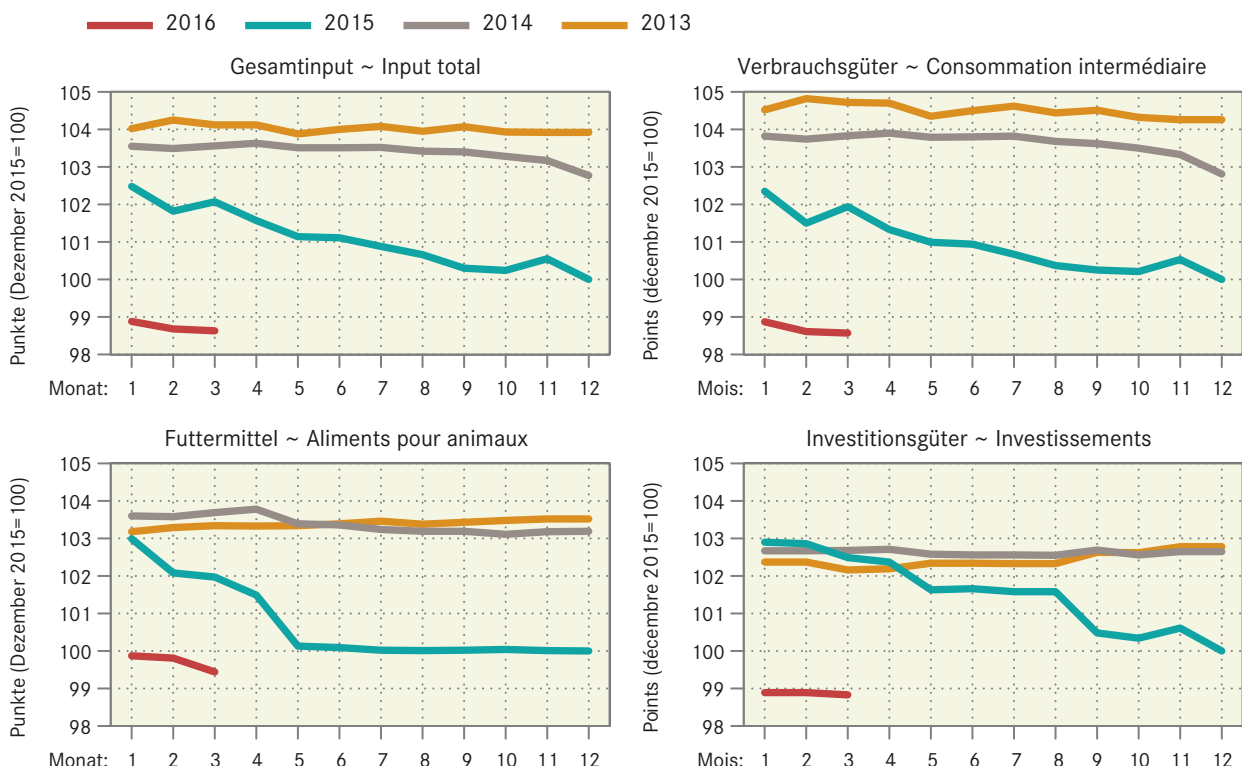 2016 2015 2014 2013
Gesamtinput ~ Input total
Punkte (Dezember 2015=100)
105
104
103
102
101
100
99
98
Monat: 1 2 3 4 5 6 7 8 9 10 11 12
Verbrauchsgüter ~ Consommation intermédiaire
Points (décembre 2015=100)
105
104
103
102
101
100
99
98
Mois: 1 2 3 4 5 6 7 8 9 10 11 12
Futtermittel ~ Aliments pour animaux
Punkte (Dezember 2015=100)
105
104
103
102
101
100
99
98
Monat: 1 2 3 4 5 6 7 8 9 10 11 12
Investitionsgüter ~ Investissements
Points (décembre 2015=100)
105
104
103
102
101
100
99
98
Mois: 1 2 3 4 5 6 7 8 9 10 11 12